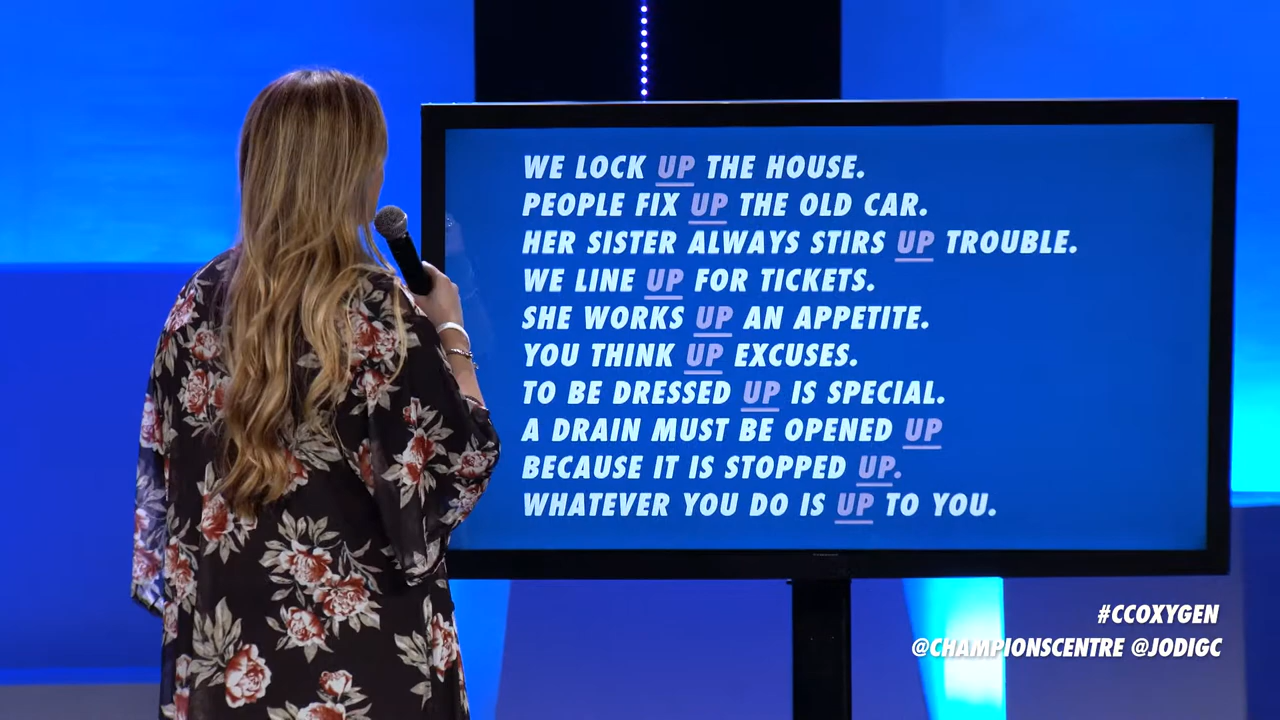 WE LOCK UP THE HOUSE.
PEOPLE FIX UP THE OLD CAR.
HER SISTER ALWAYS STIRS UP TROUBLE.
WE LINE UP FOR TICKETS.
SHE WORKS UP AN APPETITE.
YOU THINK UP EXCUSES.
TO BE DRESSED UP IS SPECIAL.
A DRAIN MUST BE OPENED UP
BECAUSE IT IS STOPPED UP.
WHATEVER YOU DO IS UP TO YOU.
#CCOXYGEN
@CHAMPIONSCENTRE @JODIGC